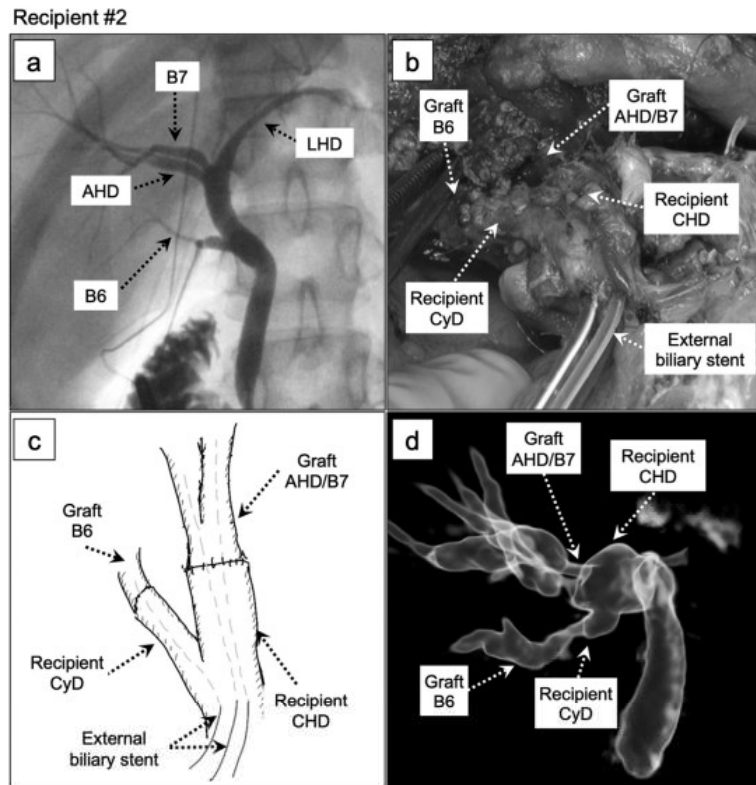 Recipient #2
a
B7
LHD
AHD
B6
b
Graft
B6
Graft
AHD/B7
Recipient
CHD
Recipient
CyD
External
biliary stent
c
Graft
AHD/B7
Graft
B6
Recipient
CyD
Recipient
CHD
External
biliary stent
d
Graft
AHD/B7
Recipient
CHD
Graft
B6
Recipient
CyD